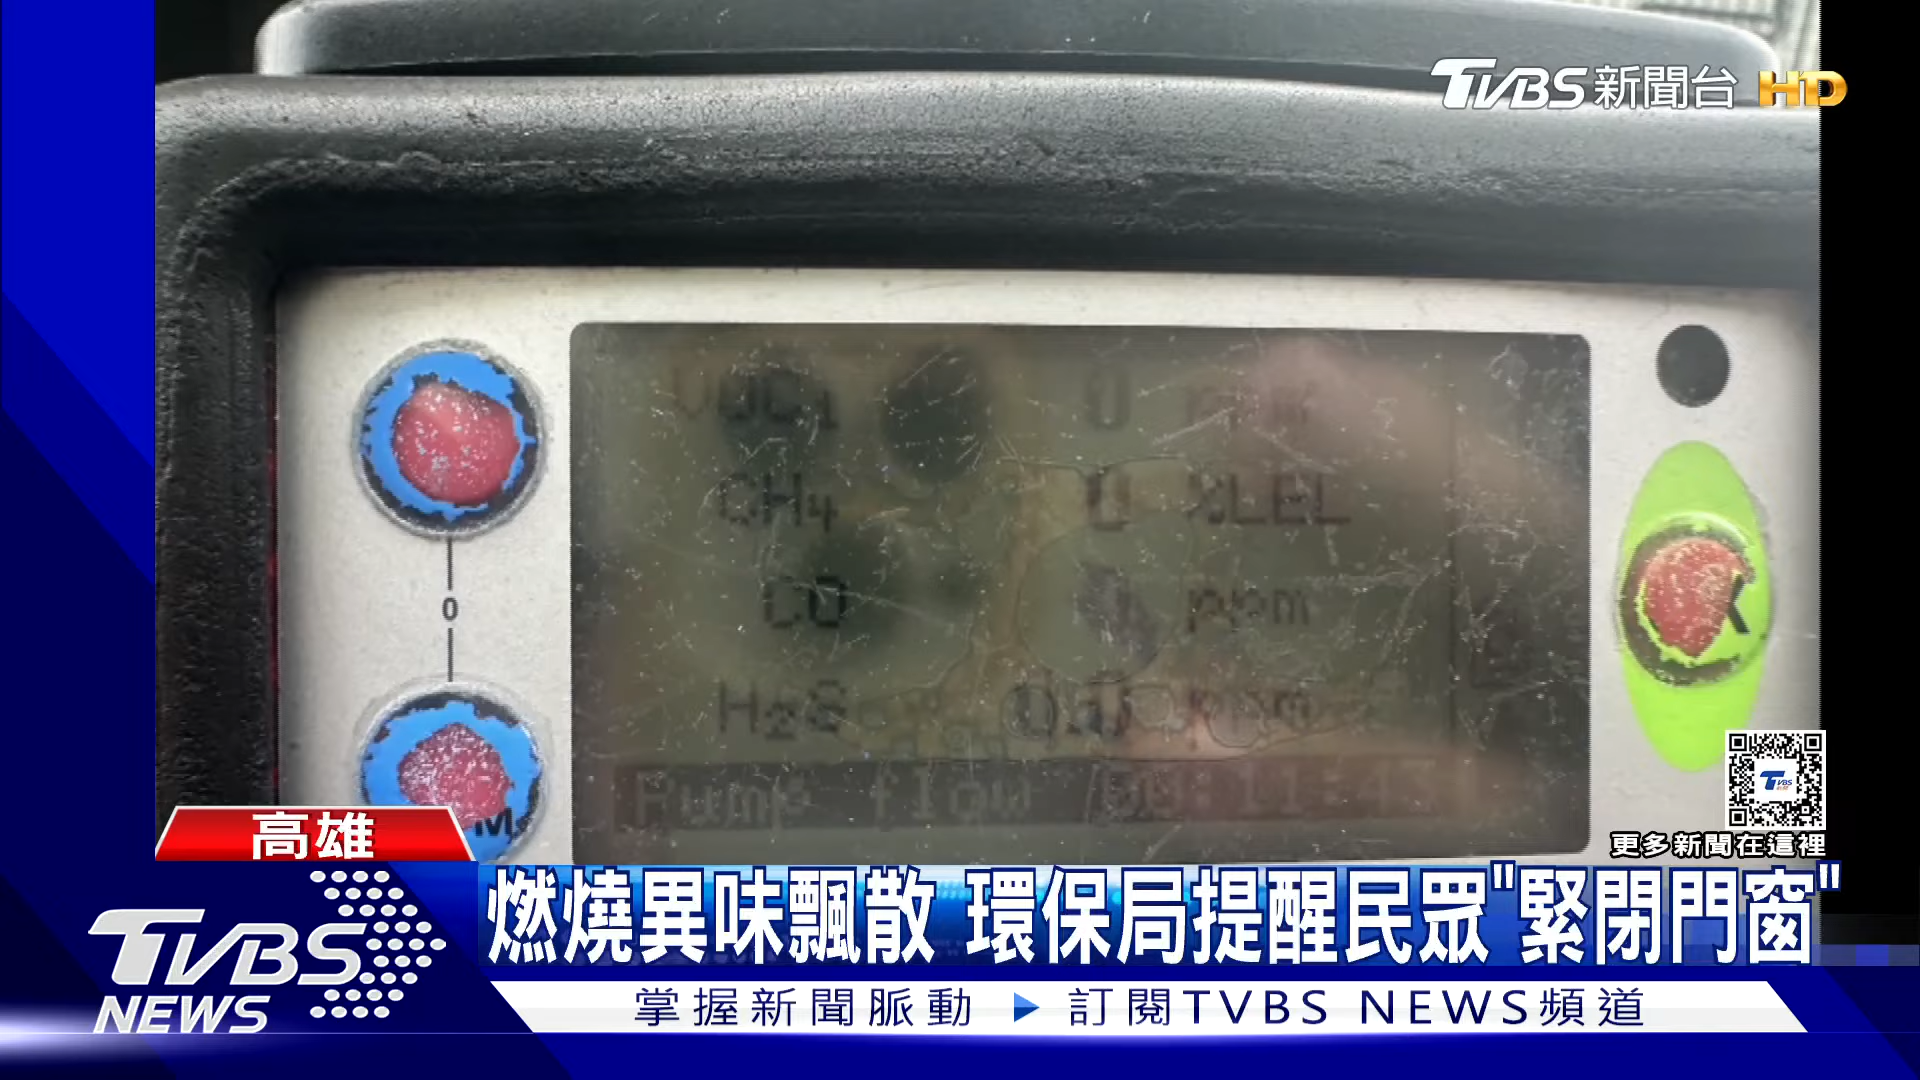 TVBS新聞台 HD
CH4 0 %LEL
CO ppm
0
H2S
Pump flow
更多新聞在這裡
高雄
燃燒異味飄散 環保局提醒民眾"緊閉門窗"
TVBS NEWS
掌握新聞脈動 ▶ 訂閱TVBS NEWS頻道